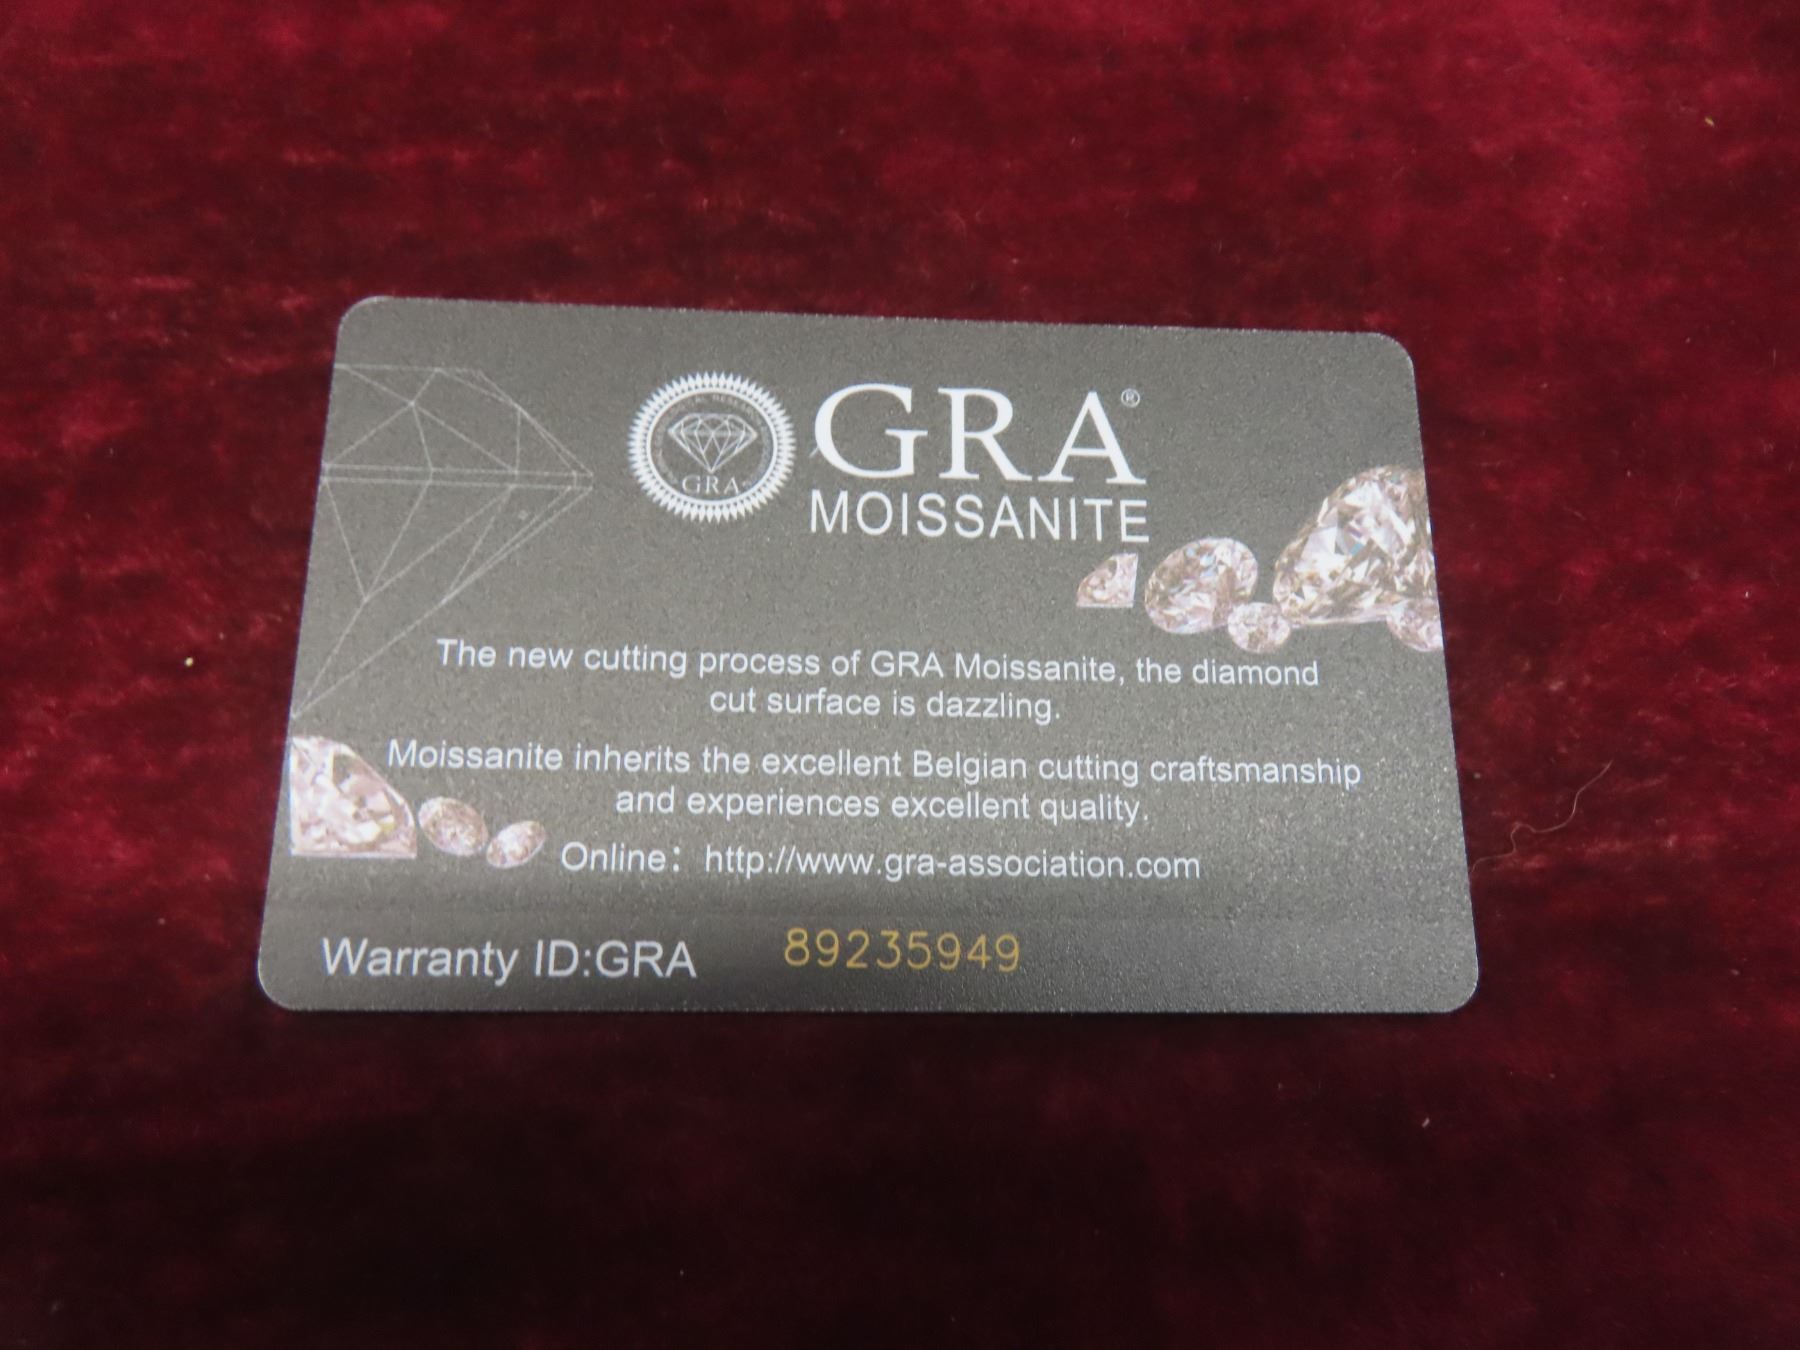 GRA®
MOISSANITE
GRA
The new cutting process of GRA Moissanite, the diamond
cut surface is dazzling.
Moissanite inherits the excellent Belgian cutting craftsmanship
and experiences excellent quality.
Online: http://www.gra-association.com
Warranty ID:GRA 89235949